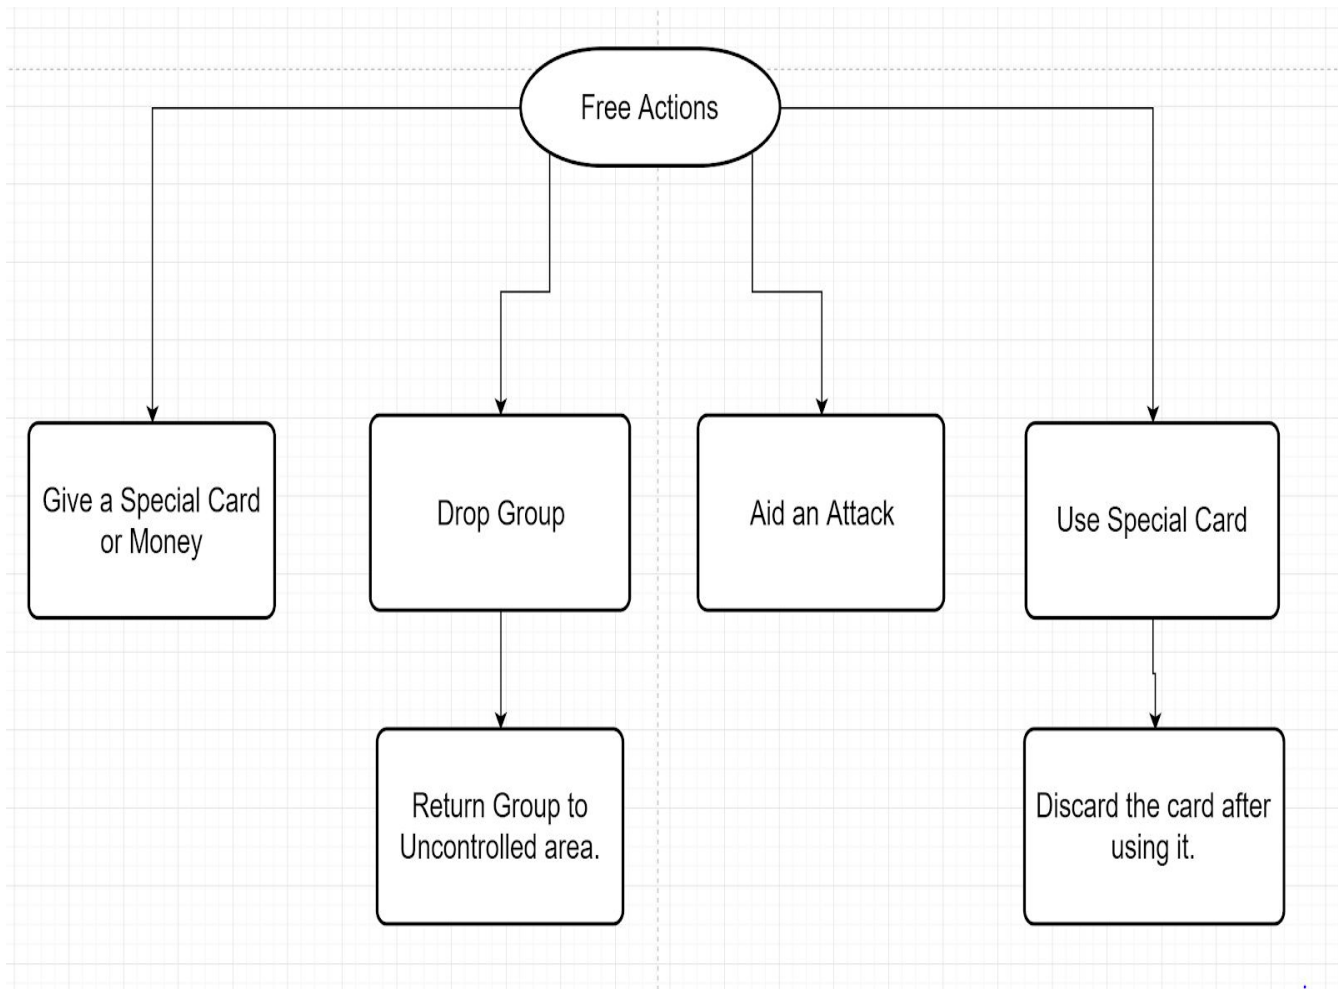 Free Actions
Give a Special Card
or Money
Drop Group
Aid an Attack
Use Special Card
Return Group to
Uncontrolled area.
Discard the card after
using it.